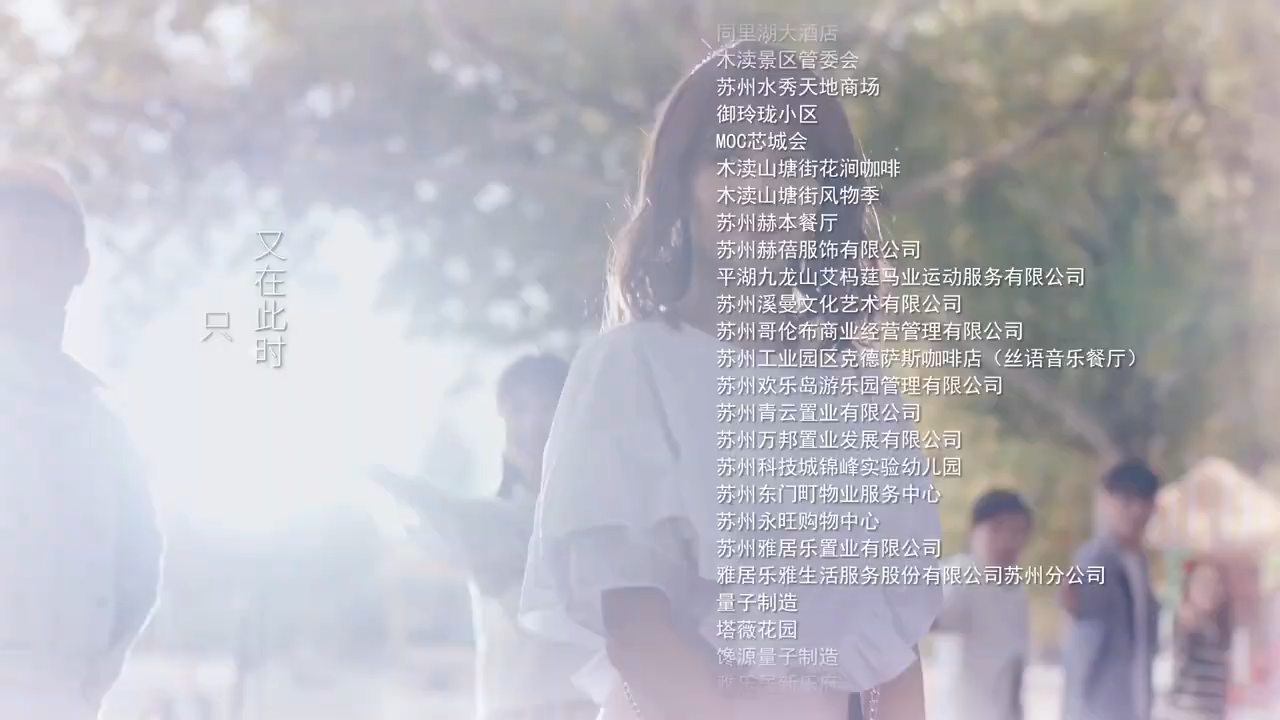 又在此时
只
同里湖大酒店
木渎景区管委会
苏州水秀天地商场
御玲珑小区
MOC芯城会
木渎山塘街花涧咖啡
木渎山塘街风物季
苏州赫本餐厅
苏州赫蓓服饰有限公司
平湖九龙山艾杩莛马业运动服务有限公司
苏州溪曼文化艺术有限公司
苏州哥伦布商业经营管理有限公司
苏州工业园区克德萨斯咖啡店（丝语音乐餐厅）
苏州欢乐岛游乐园管理有限公司
苏州青云置业有限公司
苏州万邦置业发展有限公司
苏州科技城锦峰实验幼儿园
苏州东门町物业服务中心
苏州永旺购物中心
苏州雅居乐置业有限公司
雅居乐雅生活服务股份有限公司苏州分公司
量子制造
塔薇花园
馋源量子制造